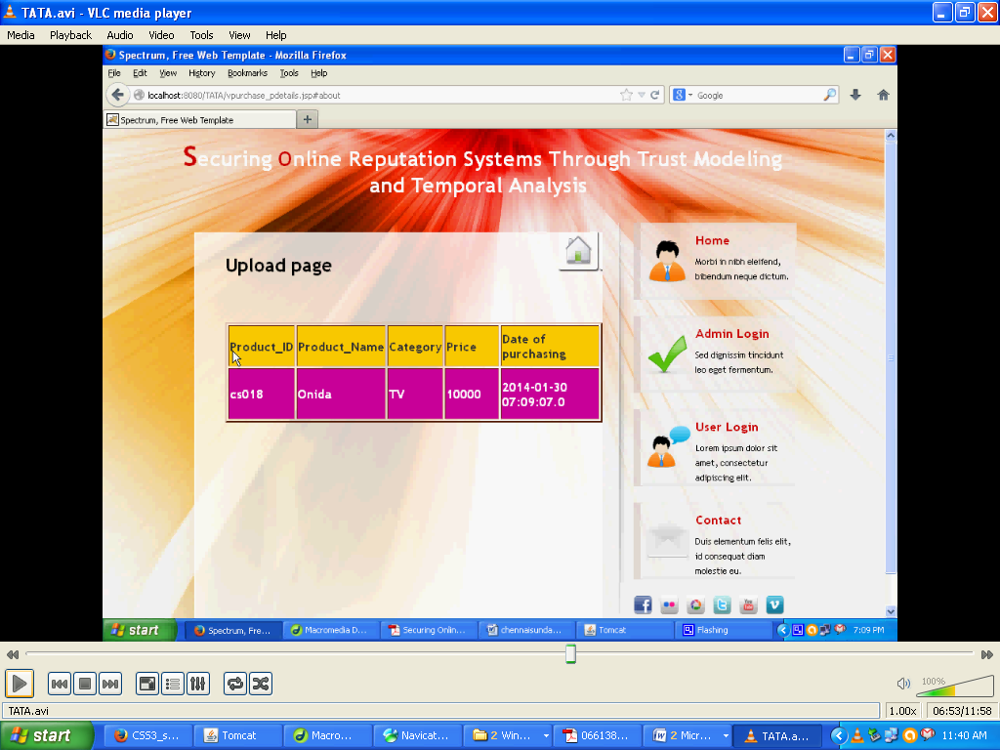 TATA.avi - VLC media player
Media Playback Audio Video Tools View Help
Spectrum, Free Web Template - Mozilla Firefox
File Edit View History Bookmarks Tools Help
localhost:8080/TATA/vpurchase_pdetails.jsp#about
Google
Spectrum, Free Web Template
Securing Online Reputation Systems Through Trust Modeling
and Temporal Analysis
Upload page
Product_ID Product_Name Category Price Date of
purchasing
cs018 Onida TV 10000 2014-01-30
07:09:07.0
Home
Morbi in nibh eleifend,
bibendum neque dictum.
Admin Login
Sed dignissim tincidunt
leo eget fermentum.
User Login
Lorem ipsum dolor sit
amet, consectetur
adipiscing elit.
Contact
Duis elementum felis elit,
id consequat diam
molestie eu.
start Spectrum, Fre... Macromedia D... Securing Onlin... chennaisunda... Tomcat Flashing 7:09 PM
100%
TATA.avi 1.00x 06:53/11:58
start CSS3_s... Tomcat Macro... Navicat... 2 Win... 066138... 2 Micr... TATA.a... 11:40 AM